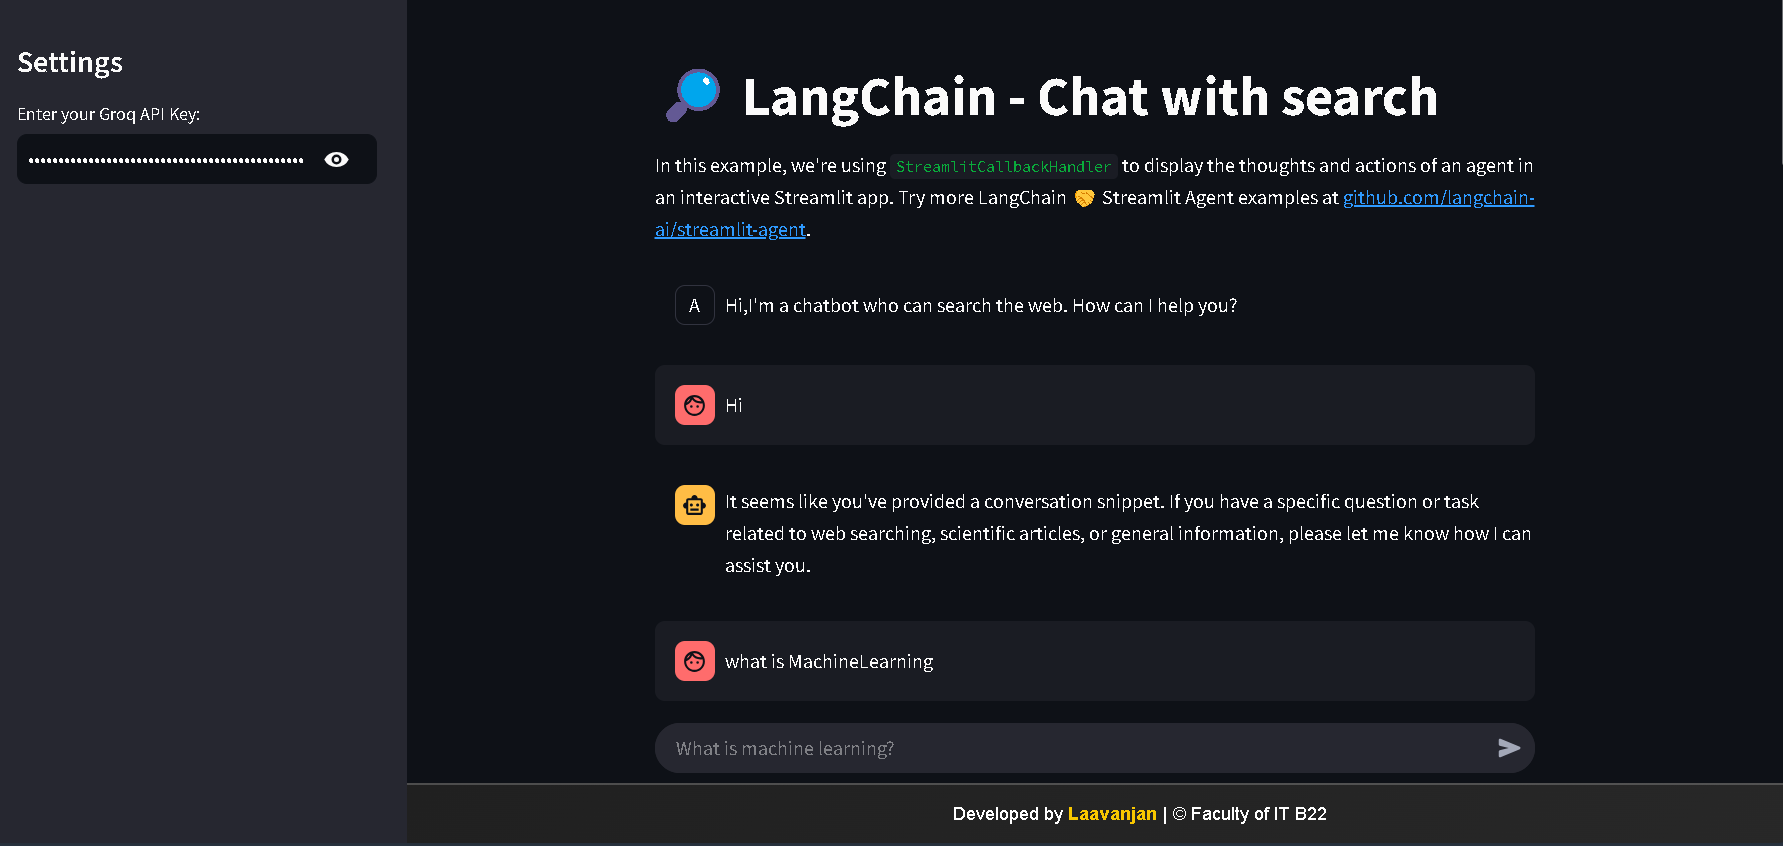 Settings
Enter your Groq API Key:
LangChain - Chat with search
In this example, we're using StreamlitCallbackHandler to display the thoughts and actions of an agent in
an interactive Streamlit app. Try more LangChain 🤝 Streamlit Agent examples at github.com/langchain-
ai/streamlit-agent.
A
Hi,I'm a chatbot who can search the web. How can I help you?
Hi
It seems like you've provided a conversation snippet. If you have a specific question or task
related to web searching, scientific articles, or general information, please let me know how I can
assist you.
what is MachineLearning
What is machine learning?
Developed by Laavanjan | © Faculty of IT B22